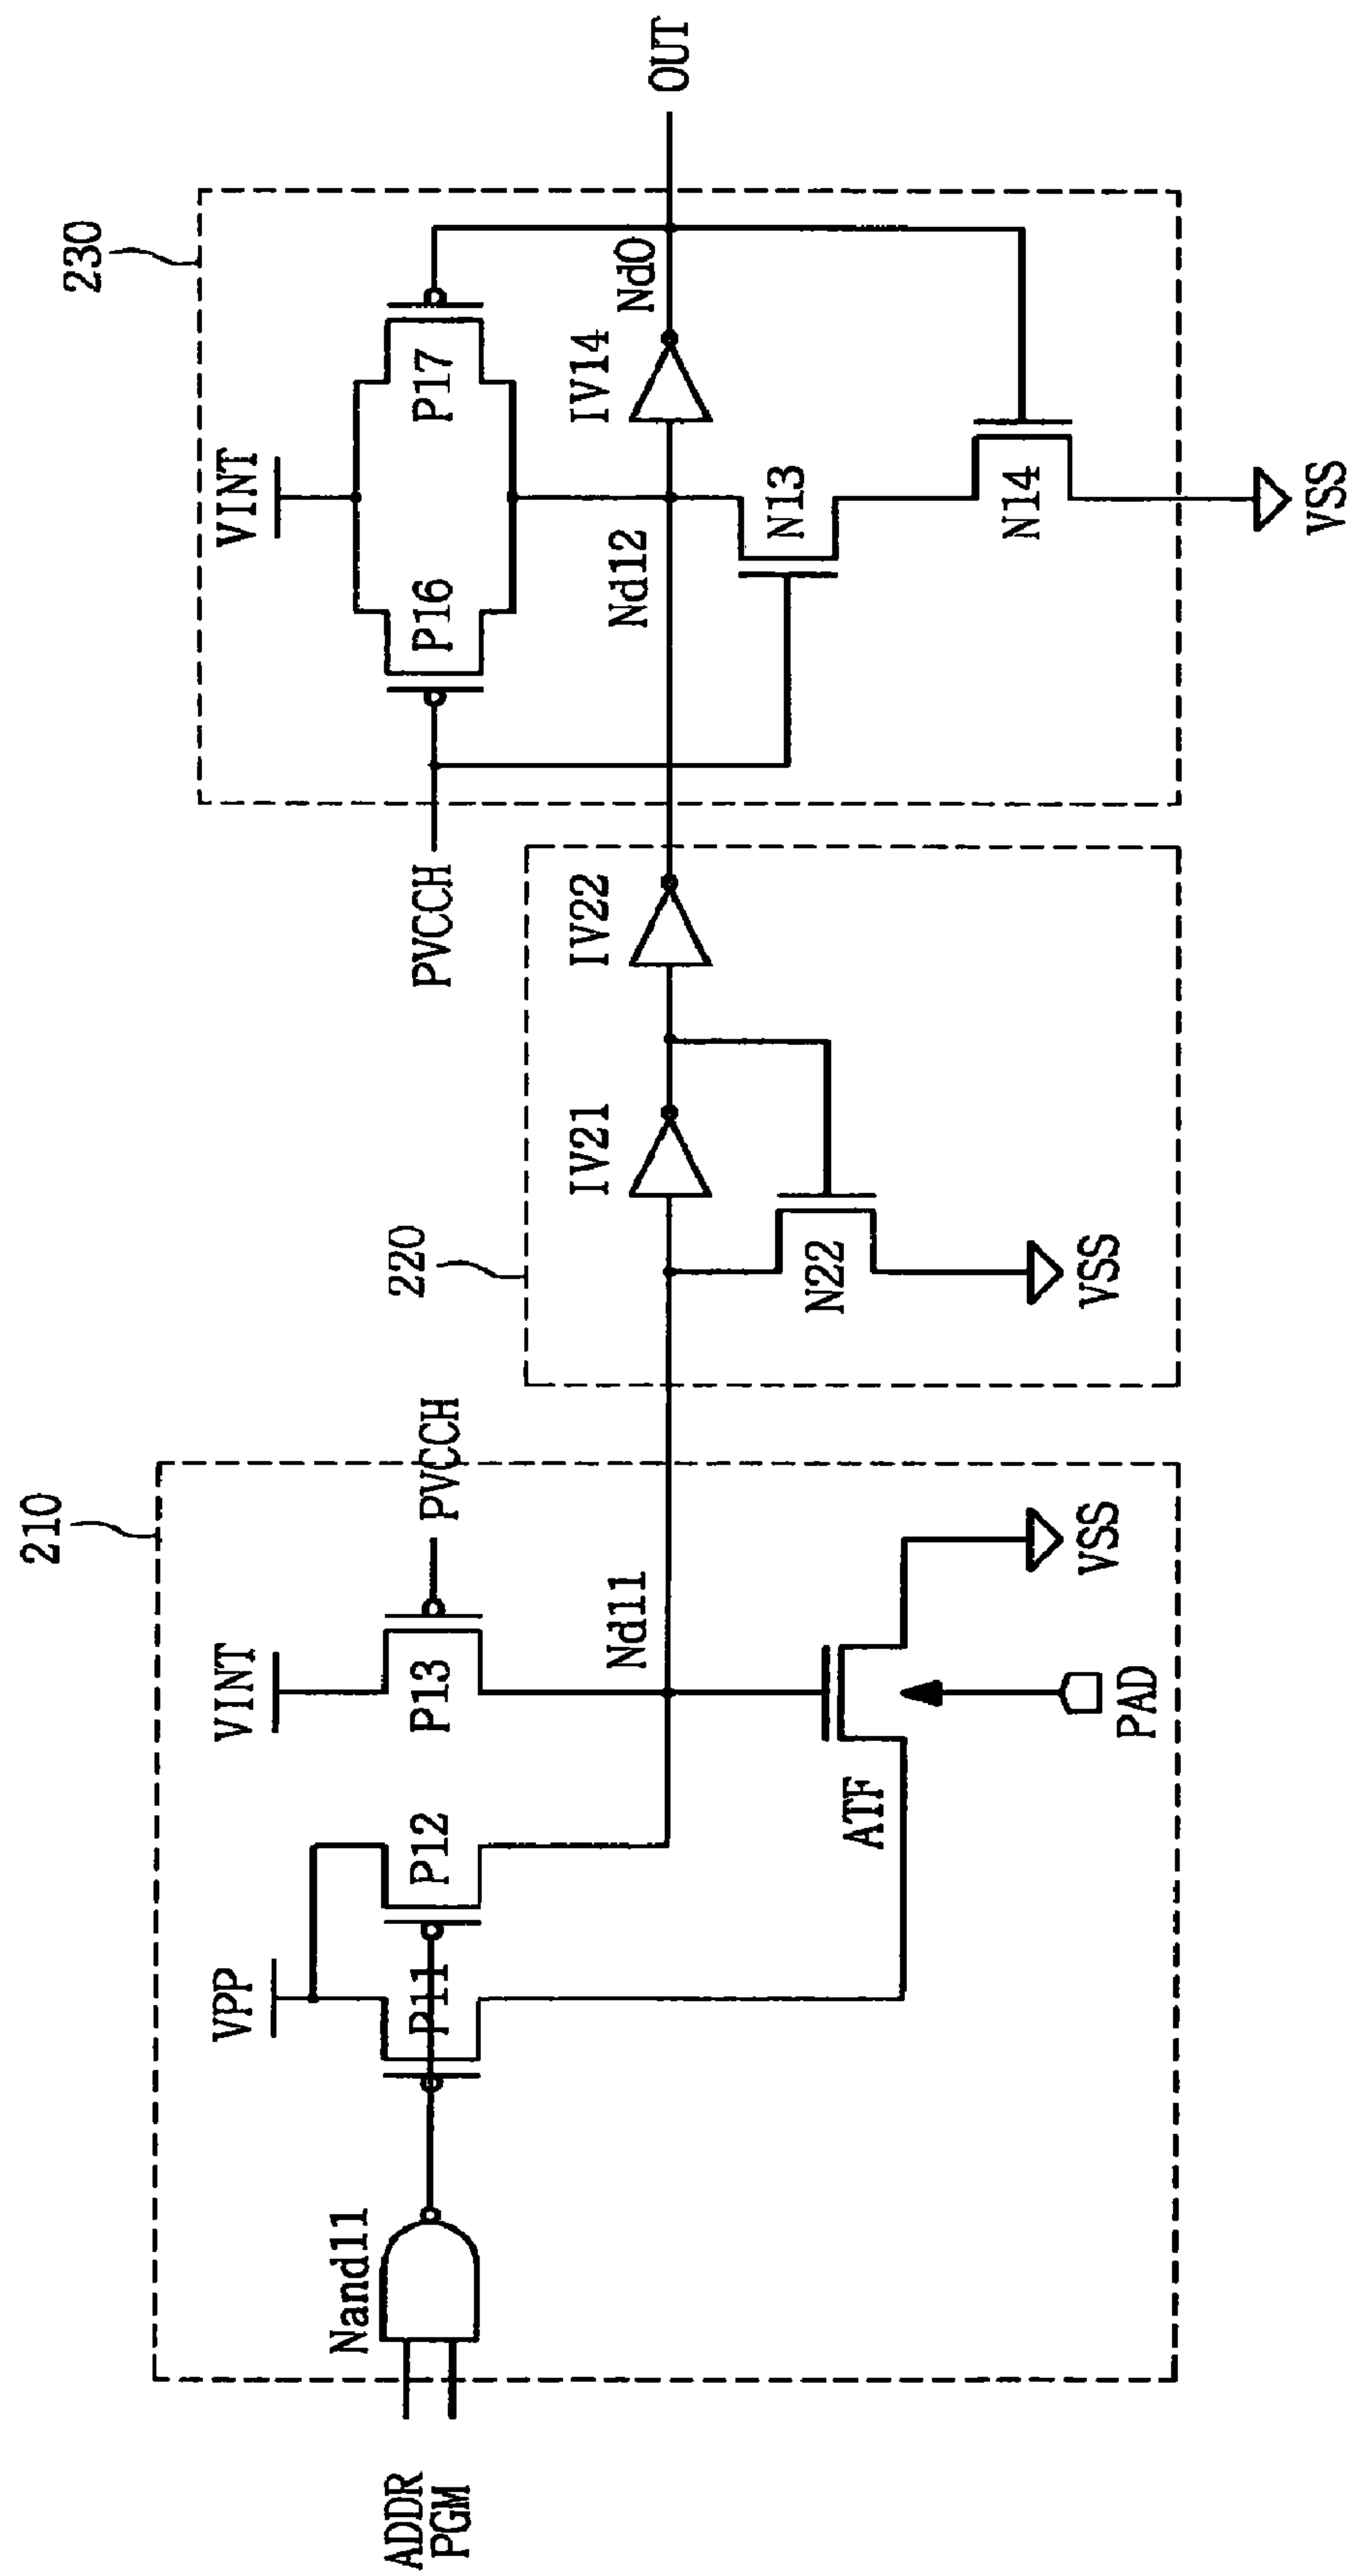 210
VPP
VINT
Nand11
ADDR
PGM
P11
P12
P13
PVCCH
Nd11
ATF
PAD
VSS
220
IV21
IV22
N22
VSS
230
VINT
PVCCH
P16
P17
Nd12
IV14
NdO
OUT
N13
N14
VSS